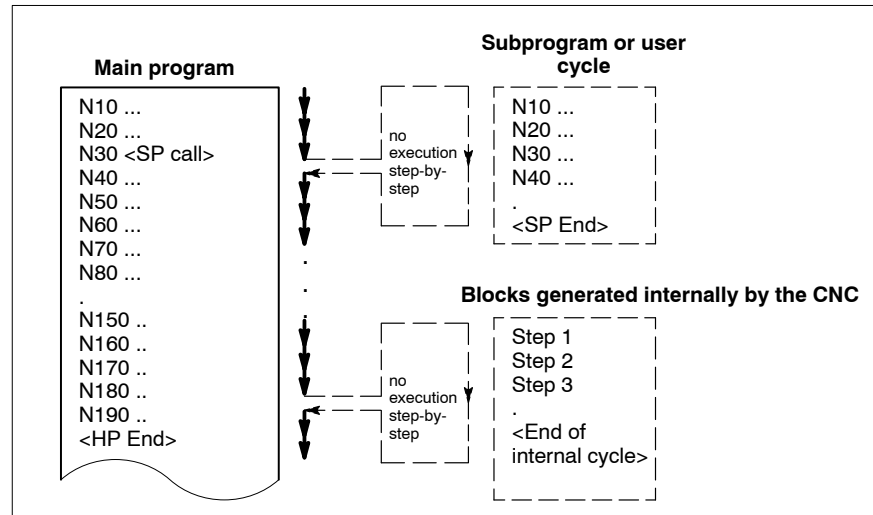 Main program
N10 ...
N20 ...
N30 <SP call>
N40 ...
N50 ...
N60 ...
N70 ...
N80 ...
.
N150 ..
N160 ..
N170 ..
N180 ..
N190 ..
<HP End>
no
execution
step-by-
step
Subprogram or user
cycle
N10 ...
N20 ...
N30 ...
N40 ...
.
<SP End>
.
.
.
Blocks generated internally by the CNC
no
execution
step-by-
step
Step 1
Step 2
Step 3
.
<End of
internal cycle>